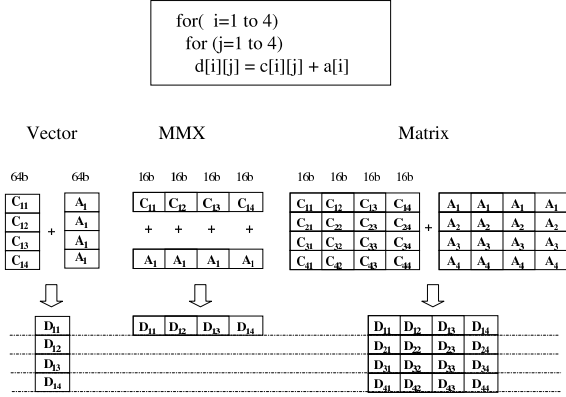 for( i=1 to 4)
for (j=1 to 4)
d[i][j] = c[i][j] + a[i]
Vector MMX Matrix
64b 64b 16b 16b 16b 16b 16b 16b 16b 16b
C11 A1 C11 C12 C13 C14 C11 C12 C13 C14 A1 A1 A1 A1
C12 A1 C21 C22 C23 C24 A2 A2 A2 A2
+ + + + + +
C13 A1 C31 C32 C33 C34 A3 A3 A3 A3
C14 A1 A1 A1 A1 A1 C41 C42 C43 C44 A4 A4 A4 A4
D11 D11 D12 D13 D14 D11 D12 D13 D14
D12 D21 D22 D23 D24
D13 D31 D32 D33 D34
D14 D41 D42 D43 D44